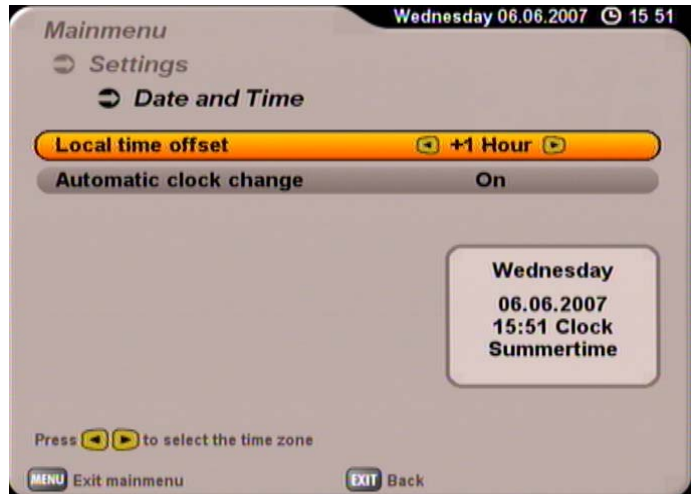 Wednesday 06.06.2007 15 51
Mainmenu
Settings
Date and Time
Local time offset +1 Hour
Automatic clock change On
Wednesday
06.06.2007
15:51 Clock
Summertime
Press to select the time zone
MENU Exit mainmenu EXIT Back